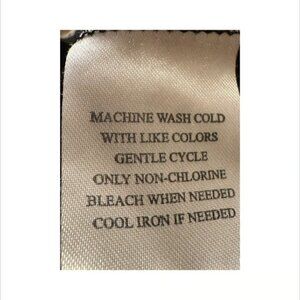 MACHINE WASH COLD
WITH LIKE COLORS
GENTLE CYCLE
ONLY NON-CHLORINE
BLEACH WHEN NEEDED
COOL IRON IF NEEDED